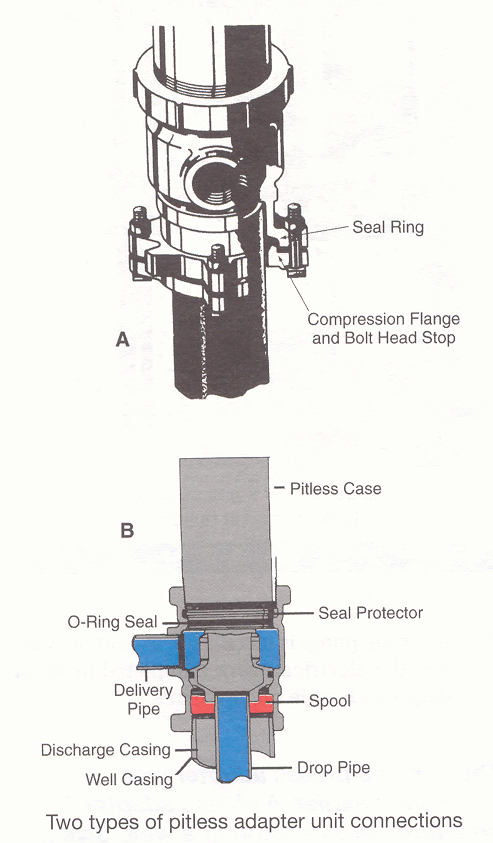 Seal Ring
Compression Flange
and Bolt Head Stop
A
Pitless Case
B
O-Ring Seal
Seal Protector
Delivery
Pipe
Spool
Discharge Casing
Well Casing
Drop Pipe
Two types of pitless adapter unit connections